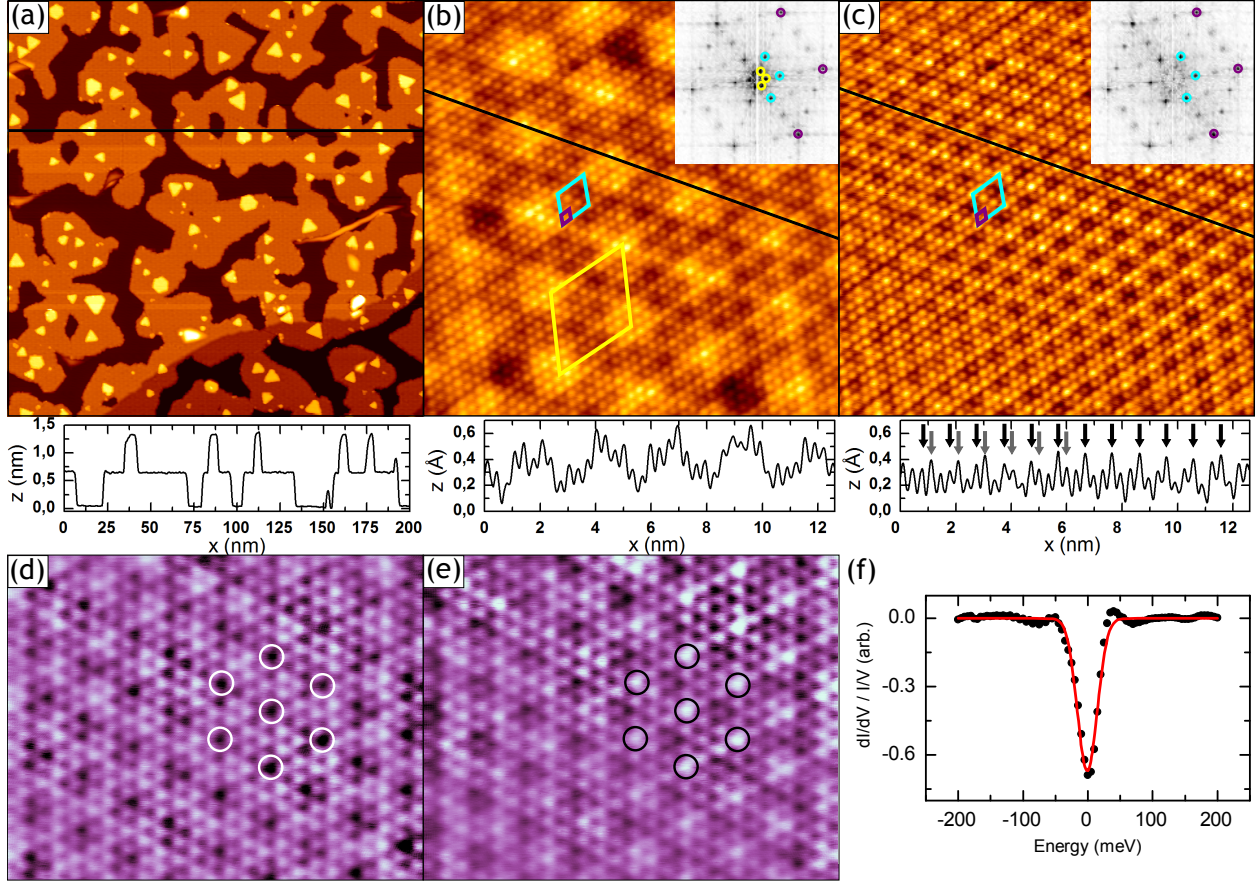 (a)
(b)
(c)
z (nm)
1,5
1,0
0,5
0,0
0 25 50 75 100 125 150 175 200
x (nm)
z (Å)
0,6
0,4
0,2
0,0
0 2 4 6 8 10 12
x (nm)
z (Å)
0,6
0,4
0,2
0,0
0 2 4 6 8 10 12
x (nm)
(d)
(e)
(f)
dI/dV / I/V (arb.)
0.0
-0.3
-0.6
-200 -100 0 100 200
Energy (meV)